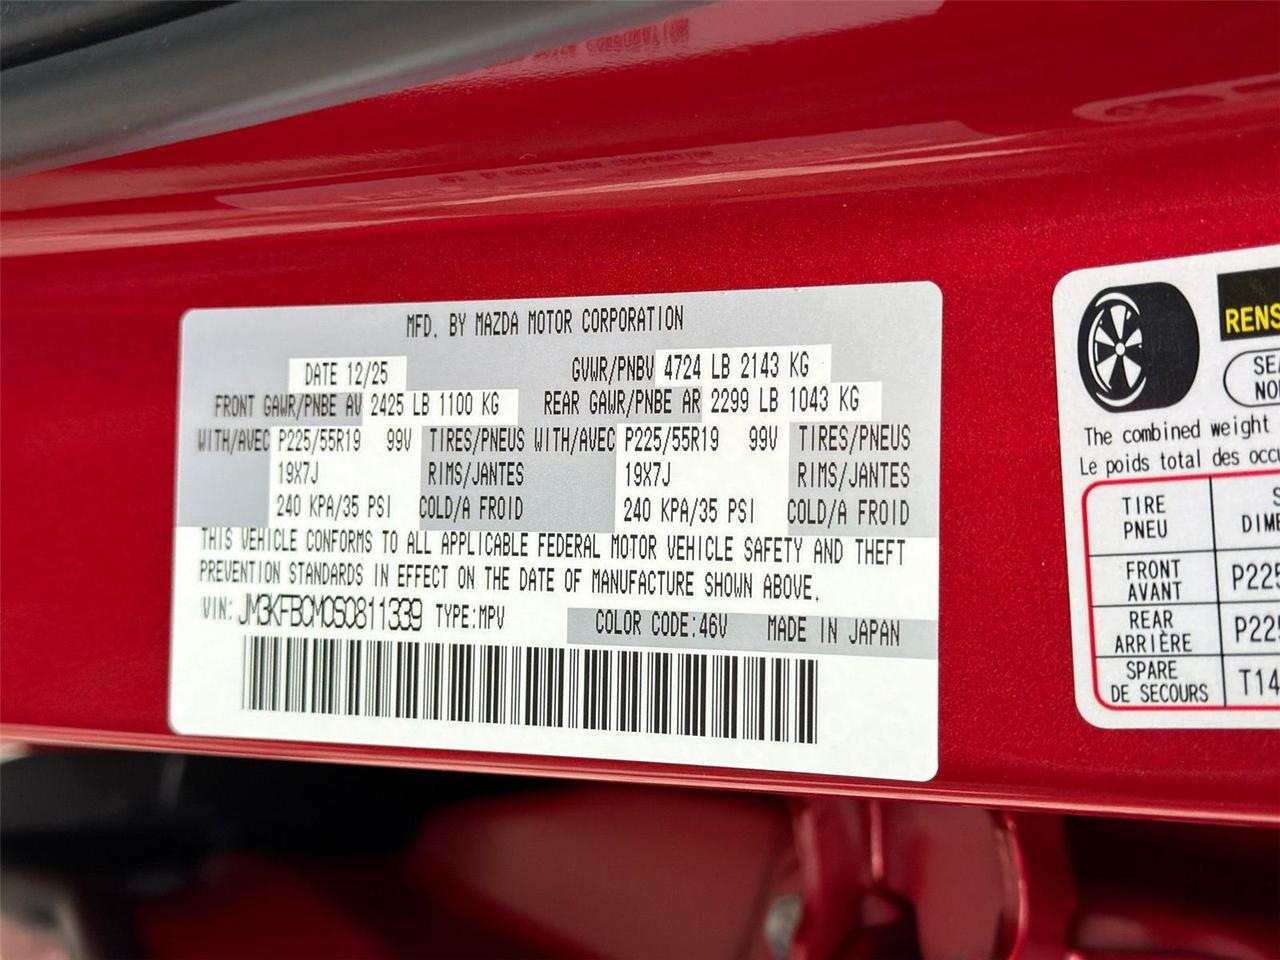 MFD. BY MAZDA MOTOR CORPORATION
DATE 12/25 GVWR/PNBV 4724 LB 2143 KG
FRONT GAWR/PNBE AV 2425 LB 1100 KG REAR GAWR/PNBE AR 2299 LB 1043 KG
WITH/AVEC P225/55R19 99V TIRES/PNEUS WITH/AVEC P225/55R19 99V TIRES/PNEUS
19X7J RIMS/JANTES 19X7J RIMS/JANTES
240 KPA/35 PSI COLD/A FROID 240 KPA/35 PSI COLD/A FROID
THIS VEHICLE CONFORMS TO ALL APPLICABLE FEDERAL MOTOR VEHICLE SAFETY AND THEFT
PREVENTION STANDARDS IN EFFECT ON THE DATE OF MANUFACTURE SHOWN ABOVE.
VIN: JM3KFBCM0S0811339 TYPE:MPV COLOR CODE:46V MADE IN JAPAN
RENS
SEA
NO
The combined weight
Le poids total des occu
TIRE
PNEU
S
DIME
FRONT
AVANT
P225
REAR
ARRIÈRE
P225
SPARE
DE SECOURS
T14